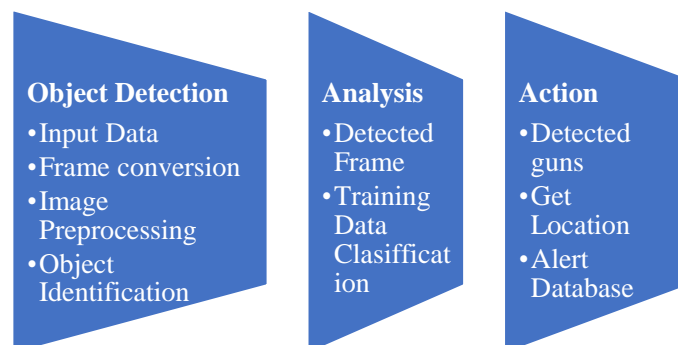 Object Detection
•Input Data
•Frame conversion
•Image
Preprocessing
•Object
Identification
Analysis
•Detected
Frame
•Training
Data
Clasifficat
ion
Action
•Detected
guns
•Get
Location
•Alert
Database